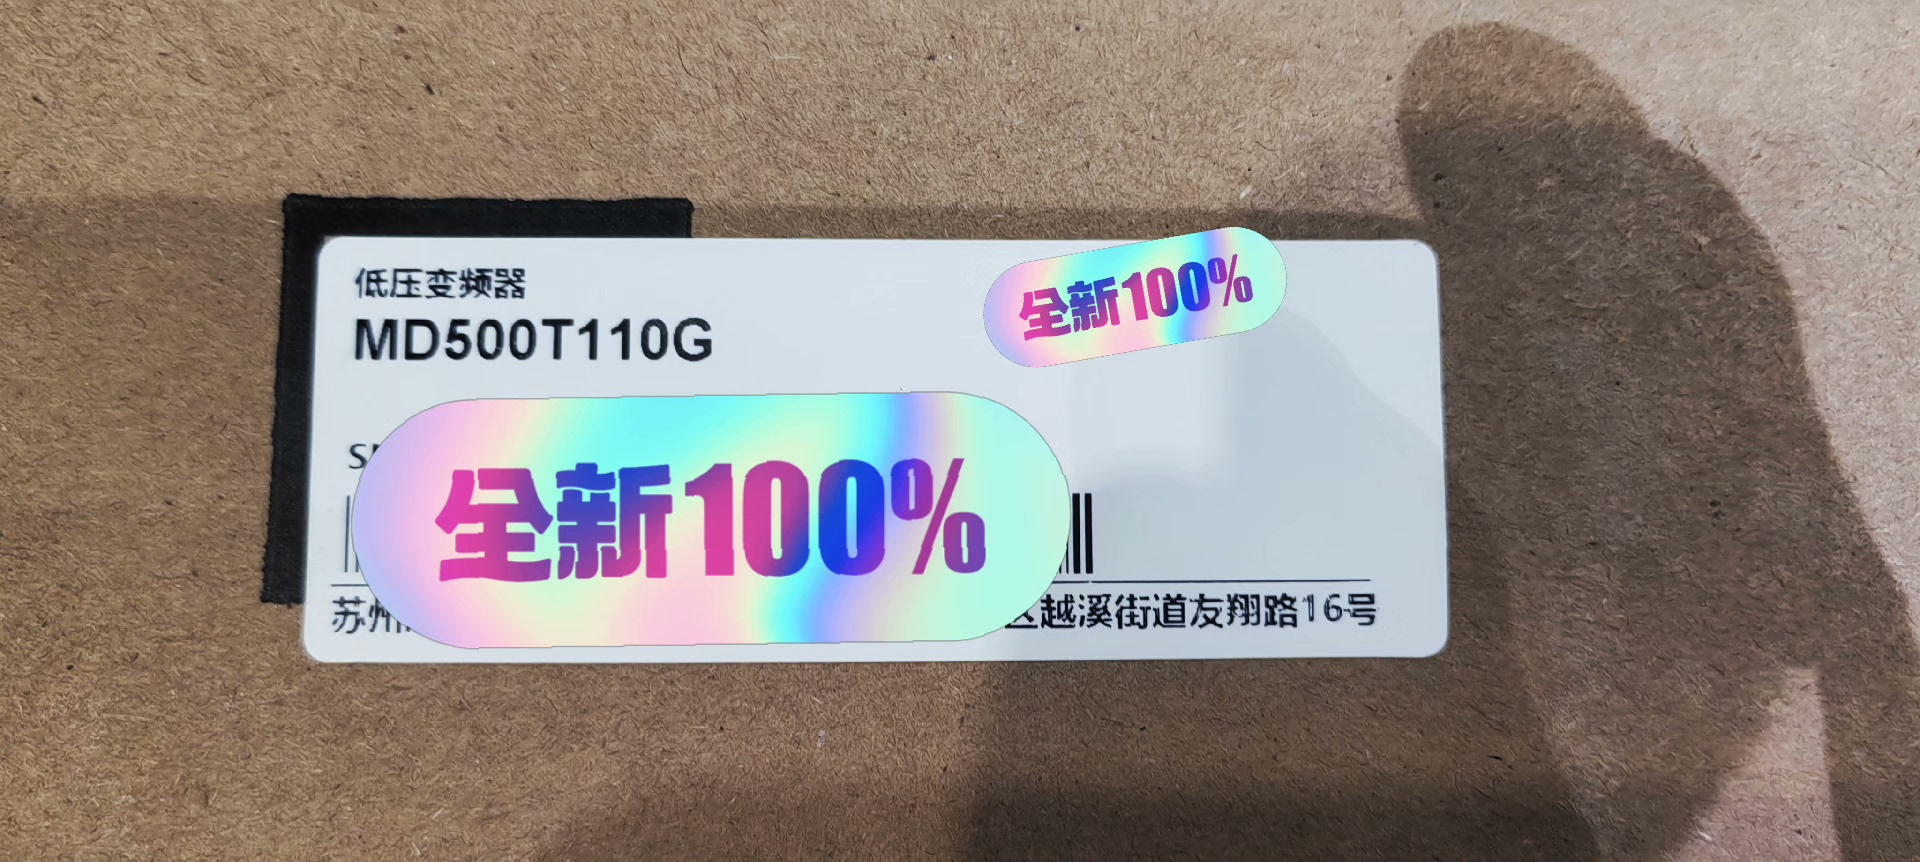 低压变频器
全新100%
MD500T110G
全新100%
苏州
越溪街道友翔路16号